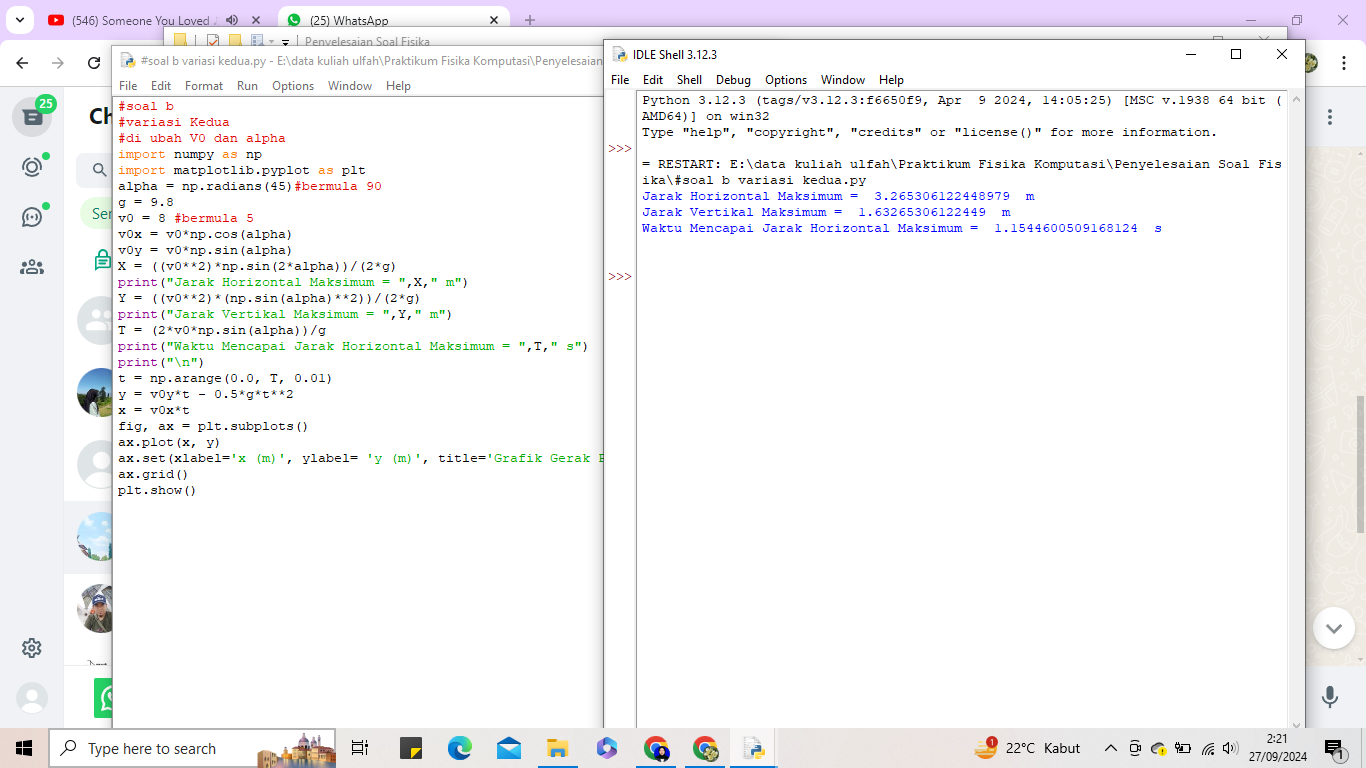 (546) Someone You Loved
(25) WhatsApp
Penyelesaian Soal Fisika
#soal b variasi kedua.py - E:\data kuliah ulfah\Praktikum Fisika Komputasi\Penyelesaian
File Edit Format Run Options Window Help
#soal b
#variasi Kedua
#di ubah V0 dan alpha
import numpy as np
import matplotlib.pyplot as plt
alpha = np.radians(45)#bermula 90
g = 9.8
v0 = 8 #bermula 5
v0x = v0*np.cos(alpha)
v0y = v0*np.sin(alpha)
X = ((v0**2)*np.sin(2*alpha))/(2*g)
print("Jarak Horizontal Maksimum = ",X," m")
Y = ((v0**2)*(np.sin(alpha)**2))/(2*g)
print("Jarak Vertikal Maksimum = ",Y," m")
T = (2*v0*np.sin(alpha))/g
print("Waktu Mencapai Jarak Horizontal Maksimum = ",T," s")
print("\n")
t = np.arange(0.0, T, 0.01)
y = v0y*t - 0.5*g*t**2
x = v0x*t
fig, ax = plt.subplots()
ax.plot(x, y)
ax.set(xlabel='x (m)', ylabel= 'y (m)', title='Grafik Gerak
ax.grid()
plt.show()
IDLE Shell 3.12.3
File Edit Shell Debug Options Window Help
Python 3.12.3 (tags/v3.12.3:f6650f9, Apr  9 2024, 14:05:25) [MSC v.1938 64 bit (
AMD64)] on win32
Type "help", "copyright", "credits" or "license()" for more information.
>>>
= RESTART: E:\data kuliah ulfah\Praktikum Fisika Komputasi\Penyelesaian Soal Fis
ika\#soal b variasi kedua.py
Jarak Horizontal Maksimum =  3.265306122448979  m
Jarak Vertikal Maksimum =  1.63265306122449  m
Waktu Mencapai Jarak Horizontal Maksimum =  1.1544600509168124  s
>>>
25
Ch
Ser
Type here to search
1
22°C Kabut
2:21
27/09/2024
1